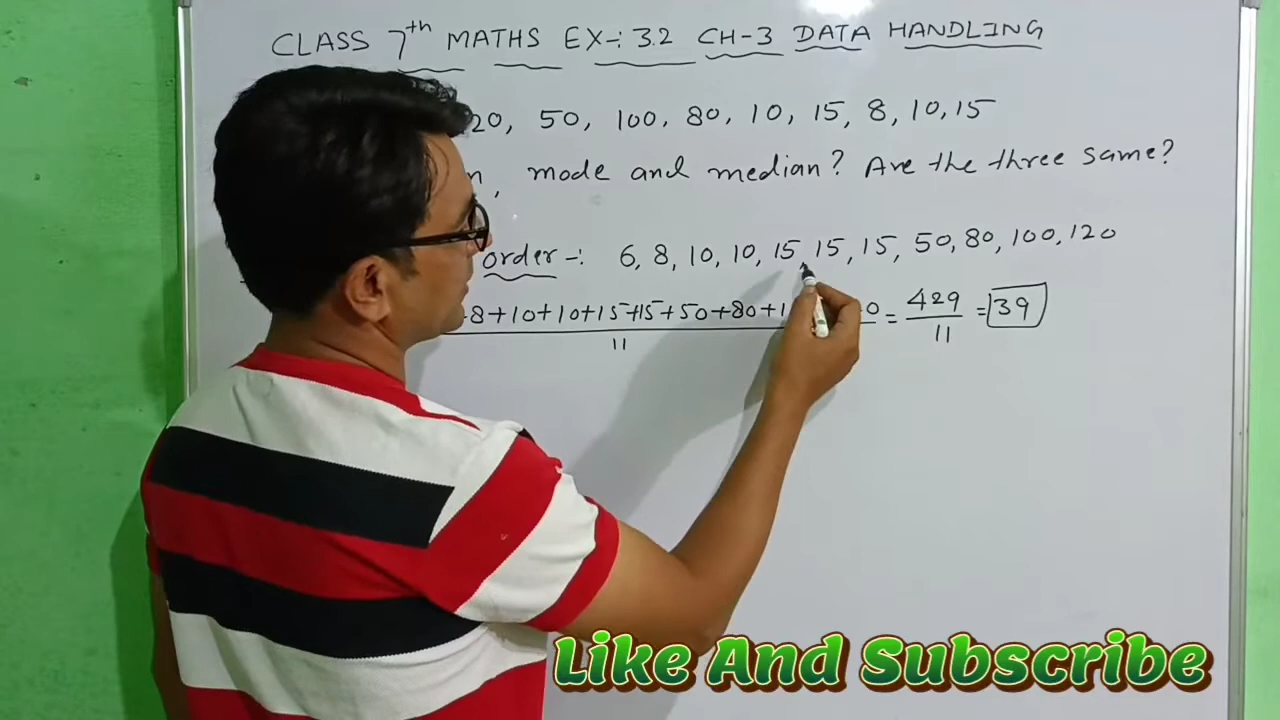 CLASS 7th MATHS EX-: 3.2 CH-3 DATA HANDLING
20, 50, 100, 80, 10, 15, 8, 10, 15
n, mode and median? Are the three same?
order-: 6, 8, 10, 10, 15, 15, 15, 50, 80, 100, 120
8+10+10+15+15+50+80+1 0 = 429/11 = 39
11
Like And Subscribe